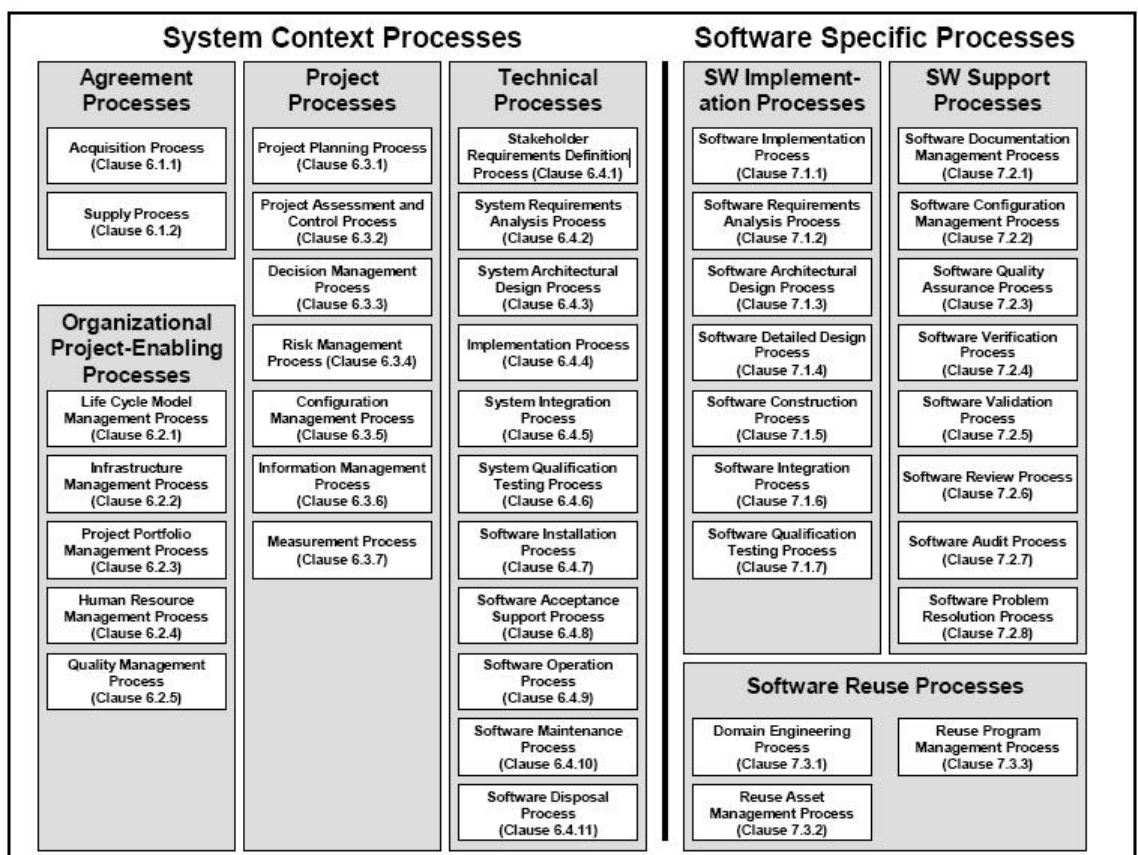 System Context Processes
Software Specific Processes
Agreement
Processes
Acquisition Process
(Clause 6.1.1)
Supply Process
(Clause 6.1.2)
Organizational
Project-Enabling
Processes
Life Cycle Model
Management Process
(Clause 6.2.1)
Infrastructure
Management Process
(Clause 6.2.2)
Project Portfolio
Management Process
(Clause 6.2.3)
Human Resource
Management Process
(Clause 6.2.4)
Quality Management
Process
(Clause 6.2.5)
Project
Processes
Project Planning Process
(Clause 6.3.1)
Project Assessment and
Control Process
(Clause 6.3.2)
Decision Management
Process
(Clause 6.3.3)
Risk Management
Process (Clause 6.3.4)
Configuration
Management Process
(Clause 6.3.5)
Information Management
Process
(Clause 6.3.6)
Measurement Process
(Clause 6.3.7)
Technical
Processes
Stakeholder
Requirements Definition
Process (Clause 6.4.1)
System Requirements
Analysis Process
(Clause 6.4.2)
System Architectural
Design Process
(Clause 6.4.3)
Implementation Process
(Clause 6.4.4)
System Integration
Process
(Clause 6.4.5)
System Qualification
Testing Process
(Clause 6.4.6)
Software Installation
Process
(Clause 6.4.7)
Software Acceptance
Support Process
(Clause 6.4.8)
Software Operation
Process
(Clause 6.4.9)
Software Maintenance
Process
(Clause 6.4.10)
Software Disposal
Process
(Clause 6.4.11)
SW Implement-
ation Processes
Software Implementation
Process
(Clause 7.1.1)
Software Requirements
Analysis Process
(Clause 7.1.2)
Software Architectural
Design Process
(Clause 7.1.3)
Software Detailed Design
Process
(Clause 7.1.4)
Software Construction
Process
(Clause 7.1.5)
Software Integration
Process
(Clause 7.1.6)
Software Qualification
Testing Process
(Clause 7.1.7)
SW Support
Processes
Software Documentation
Management Process
(Clause 7.2.1)
Software Configuration
Management Process
(Clause 7.2.2)
Software Quality
Assurance Process
(Clause 7.2.3)
Software Verification
Process
(Clause 7.2.4)
Software Validation
Process
(Clause 7.2.5)
Software Review Process
(Clause 7.2.6)
Software Audit Process
(Clause 7.2.7)
Software Problem
Resolution Process
(Clause 7.2.8)
Software Reuse Processes
Domain Engineering
Process
(Clause 7.3.1)
Reuse Asset
Management Process
(Clause 7.3.2)
Reuse Program
Management Process
(Clause 7.3.3)